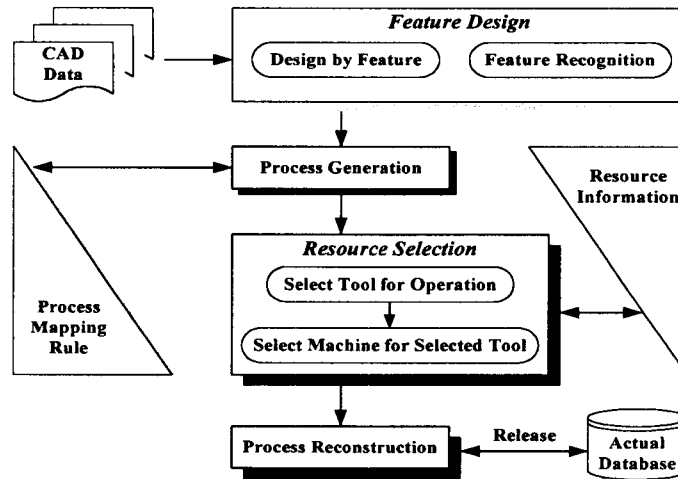 Feature Design
CAD
Data
Design by Feature
Feature Recognition
Process Generation
Resource
Information
Resource Selection
Select Tool for Operation
Process
Mapping
Rule
Select Machine for Selected Tool
Process Reconstruction
Release
Actual
Database